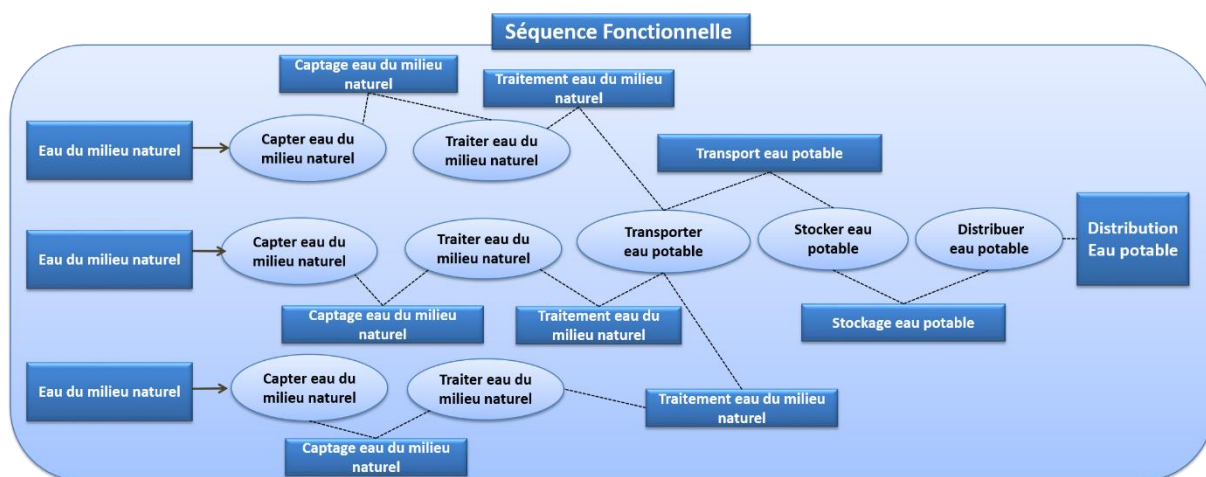 Séquence Fonctionnelle
Captage eau du milieu
naturel
Traitement eau du milieu
naturel
Eau du milieu naturel
Capter eau du
milieu naturel
Traiter eau du
milieu naturel
Transport eau potable
Eau du milieu naturel
Capter eau du
milieu naturel
Traiter eau du
milieu naturel
Transporter
eau potable
Stocker eau
potable
Distribuer
eau potable
Distribution
Eau potable
Captage eau du milieu
naturel
Traitement eau du
milieu naturel
Stockage eau potable
Eau du milieu naturel
Capter eau du
milieu naturel
Traiter eau du
milieu naturel
Traitement eau du milieu
naturel
Captage eau du milieu
naturel